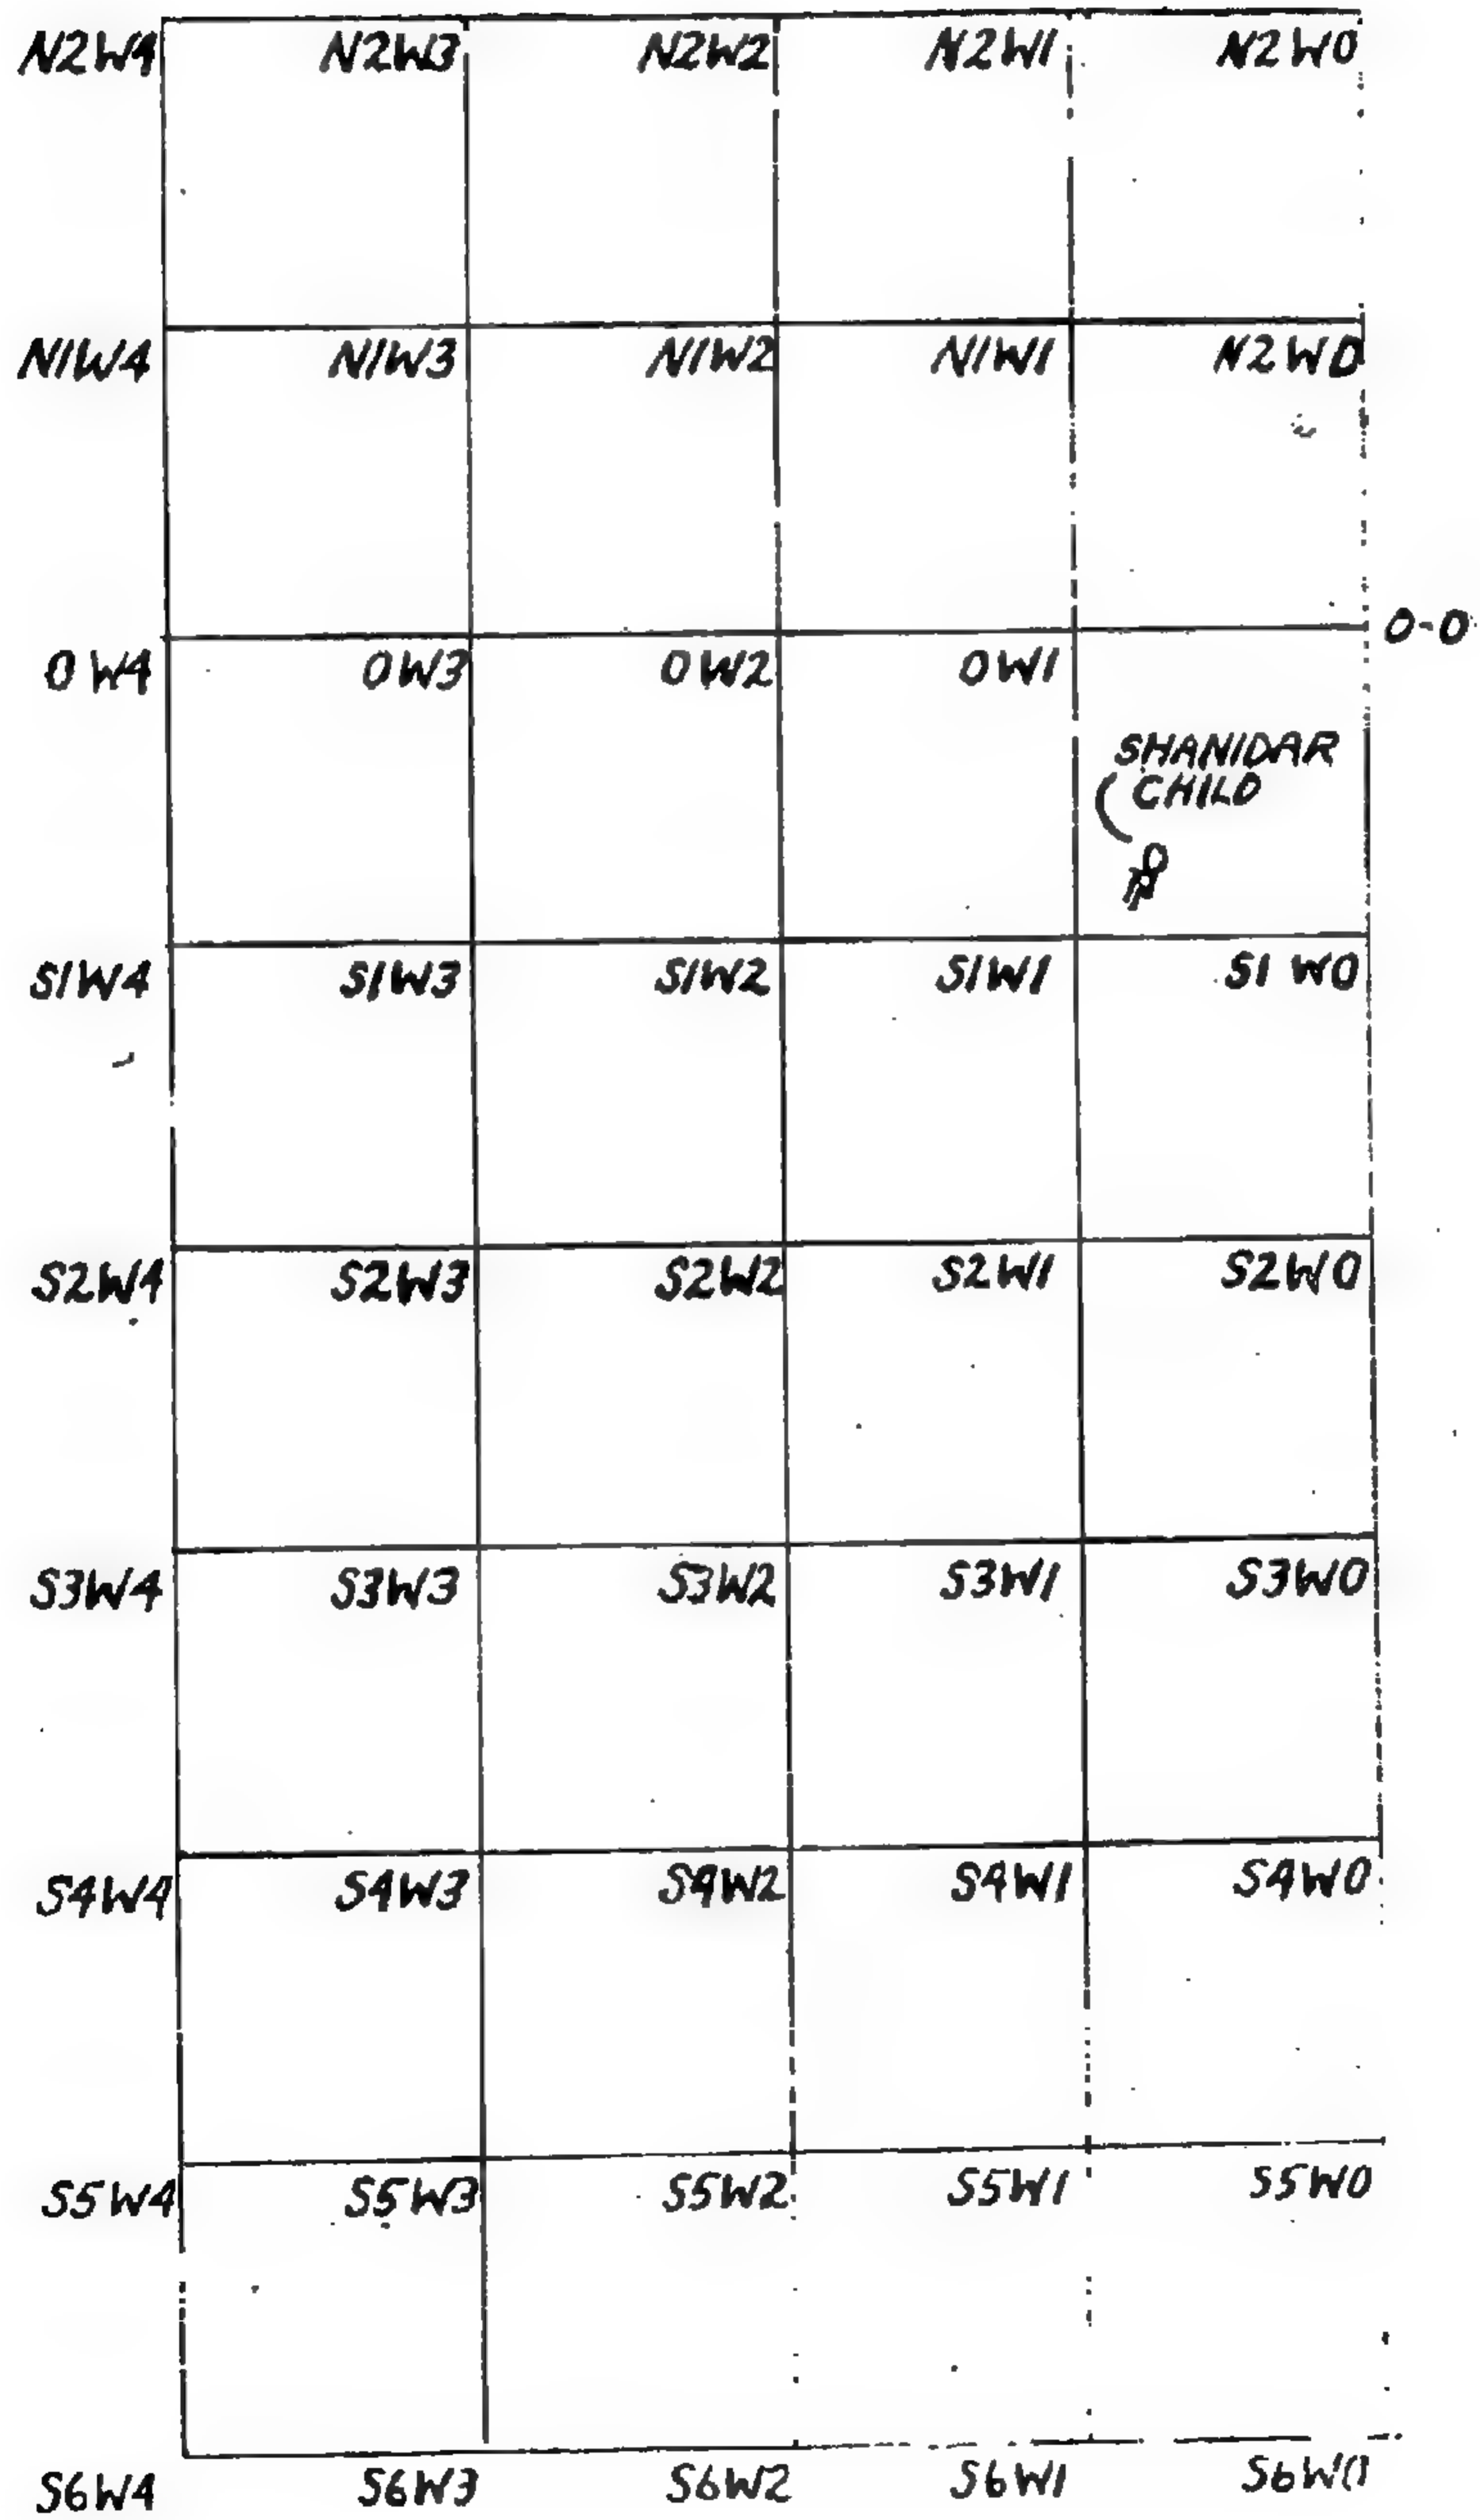 N2W4 N2W3 N2W2 N2W1 N2W0
N1W4 N1W3 N1W2 N1W1 N2W0
0-0
0W4 0W3 0W2 0W1
SHANIDAR
CHILD
S1W4 S1W3 S1W2 S1W1 S1W0
S2W4 S2W3 S2W2 S2W1 S2W0
S3W4 S3W3 S3W2 S3W1 S3W0
S4W4 S4W3 S4W2 S4W1 S4W0
S5W4 S5W3 S5W2 S5W1 S5W0
S6W4 S6W3 S6W2 S6W1 S6W0